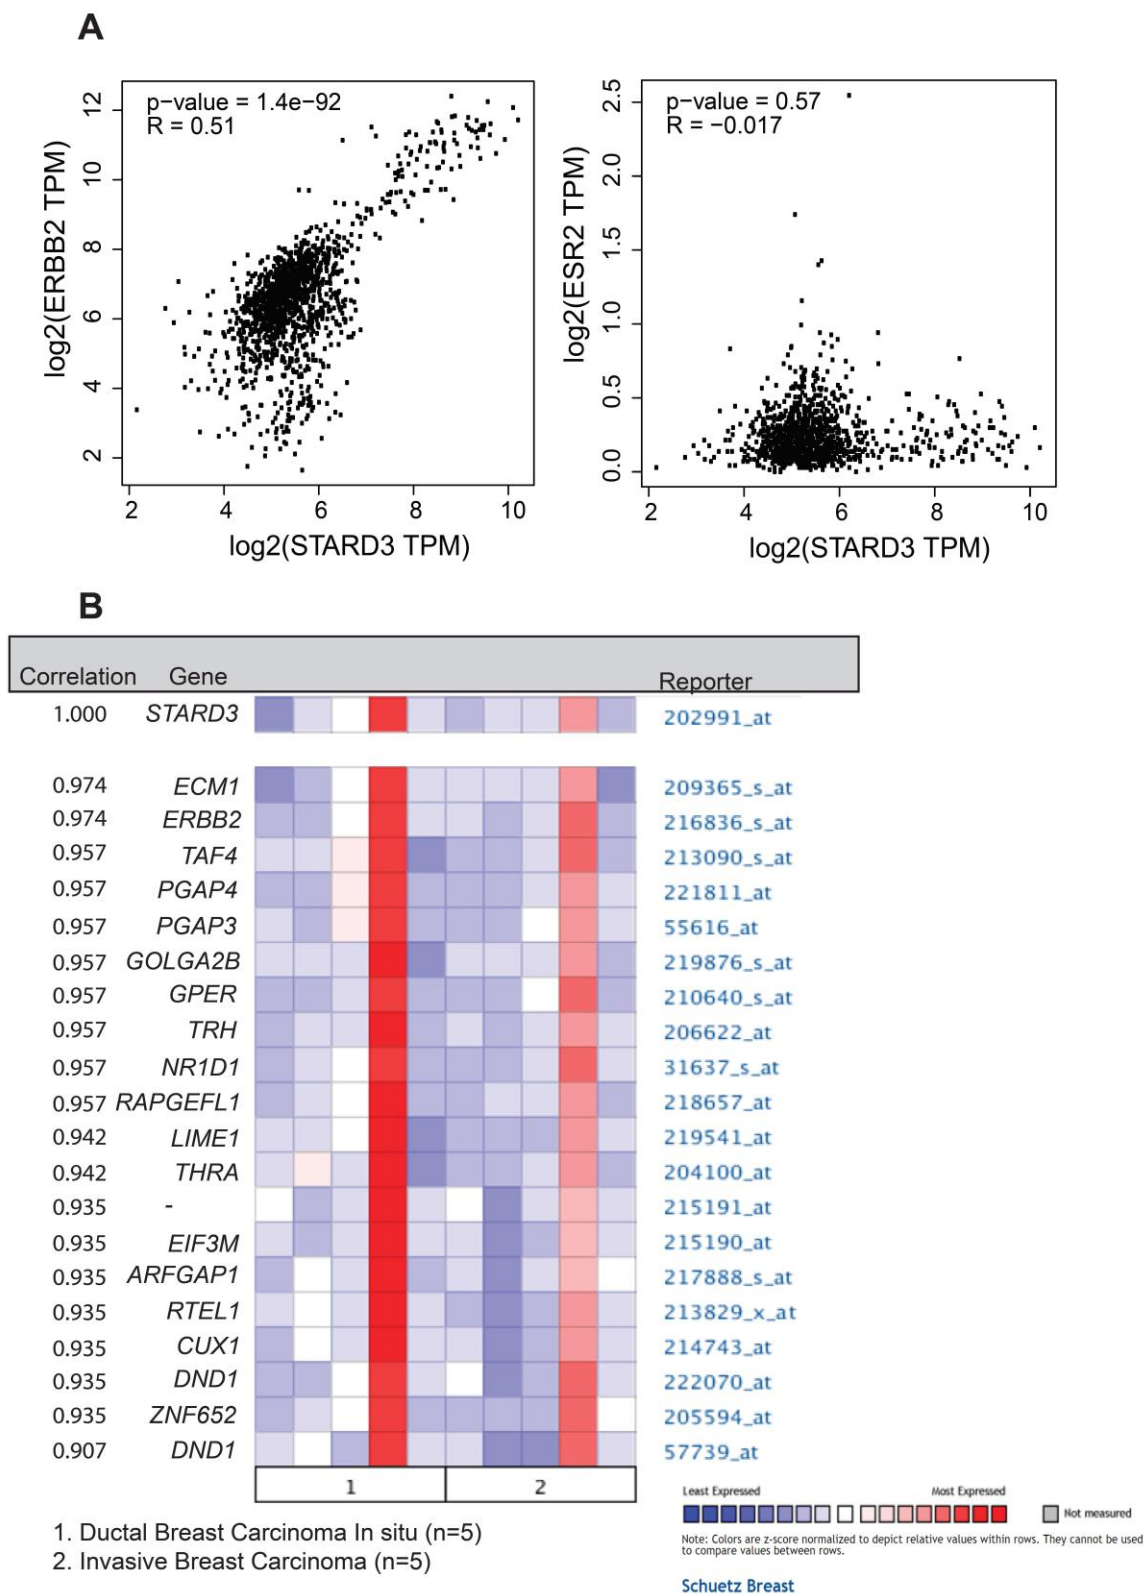 A
p-value = 1.4e-92
R = 0.51
log2(ERBB2 TPM)
12
10
8
6
4
2
2 4 6 8 10
log2(STARD3 TPM)
p-value = 0.57
R = -0.017
log2(ESR2 TPM)
2.5
2.0
1.5
1.0
0.5
0.0
2 4 6 8 10
log2(STARD3 TPM)
B
Correlation Gene Reporter
1.000 STARD3 202991_at
0.974 ECM1 209365_s_at
0.974 ERBB2 216836_s_at
0.957 TAF4 213090_s_at
0.957 PGAP4 221811_at
0.957 PGAP3 55616_at
0.957 GOLGA2B 219876_s_at
0.957 GPER 210640_s_at
0.957 TRH 206622_at
0.957 NR1D1 31637_s_at
0.957 RAPGEFL1 218657_at
0.942 LIME1 219541_at
0.942 THRA 204100_at
0.935 - 215191_at
0.935 EIF3M 215190_at
0.935 ARFGAP1 217888_s_at
0.935 RTEL1 213829_x_at
0.935 CUX1 214743_at
0.935 DND1 222070_at
0.935 ZNF652 205594_at
0.907 DND1 57739_at
1 2
1. Ductal Breast Carcinoma In situ (n=5)
2. Invasive Breast Carcinoma (n=5)
Least Expressed Most Expressed
Not measured
Note: Colors are z-score normalized to depict relative values within rows. They cannot be used
to compare values between rows.
Schuetz Breast